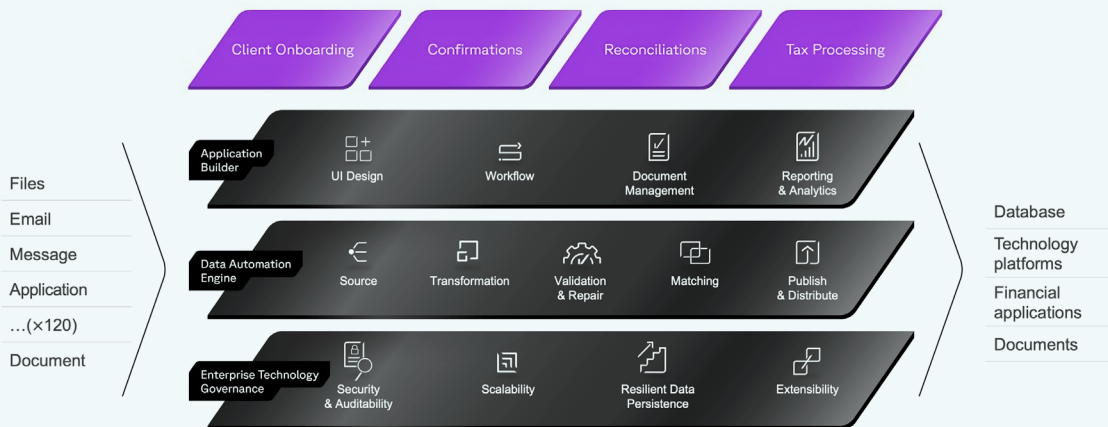 Client Onboarding
Confirmations
Reconciliations
Tax Processing
Files
Email
Message
Application
...(×120)
Document
Application
Builder
UI Design
Workflow
Document
Management
Reporting
& Analytics
Data Automation
Engine
Source
Transformation
Validation
& Repair
Matching
Publish
& Distribute
Enterprise Technology
Governance
Security
& Auditability
Scalability
Resilient Data
Persistence
Extensibility
Database
Technology
platforms
Financial
applications
Documents